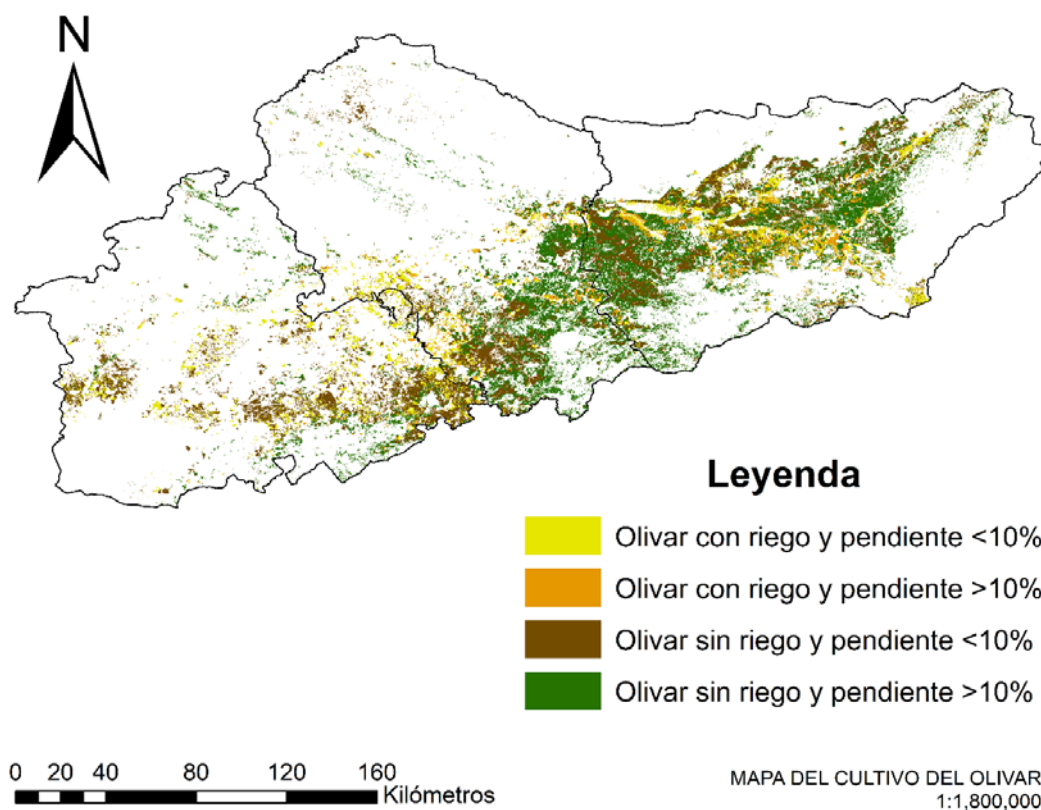 N
Leyenda
Olivar con riego y pendiente <10%
Olivar con riego y pendiente >10%
Olivar sin riego y pendiente <10%
Olivar sin riego y pendiente >10%
0 20 40 80 120 160
Kilómetros
MAPA DEL CULTIVO DEL OLIVAR
1:1,800,000